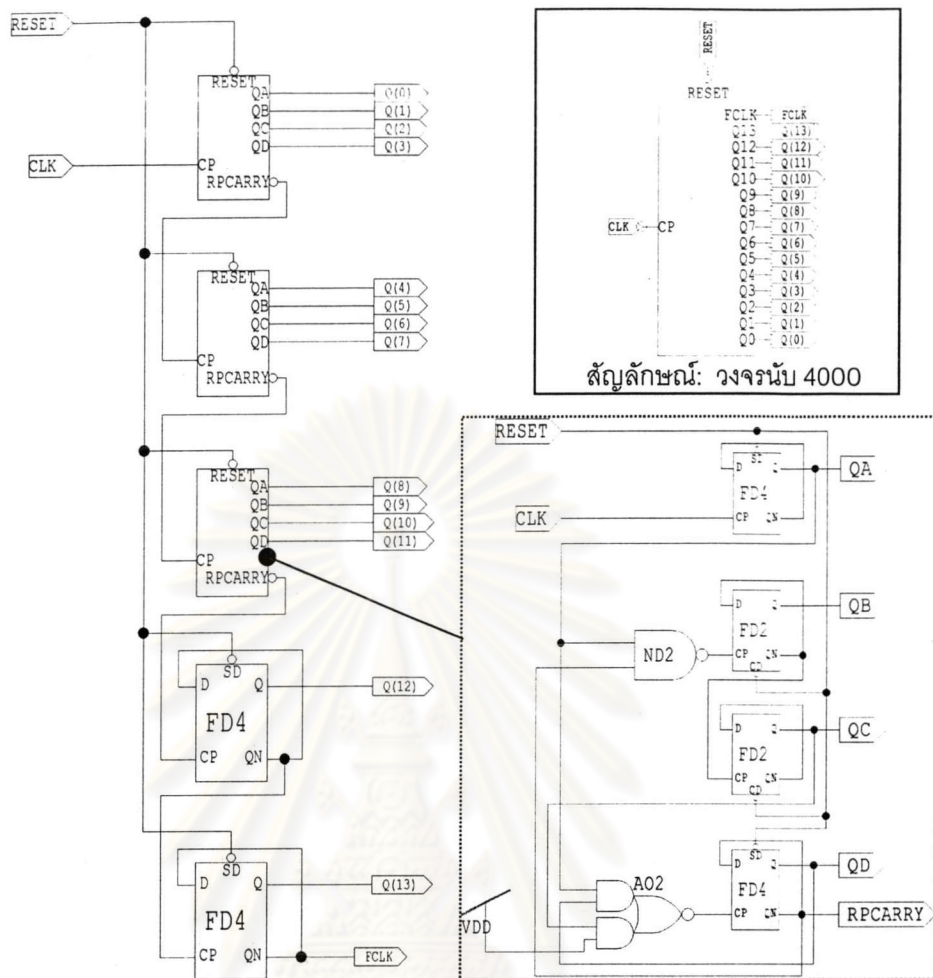 RESET
RESET
QA Q(0)
QB Q(1)
QC Q(2)
QD Q(3)
CLK CP
RPCARRY
RESET
QA Q(4)
QB Q(5)
QC Q(6)
QD Q(7)
CP
RPCARRY
RESET
QA Q(8)
QB Q(9)
QC Q(10)
QD Q(11)
CP
RPCARRY
SD
D Q Q(12)
FD4
CP QN
SD
D Q Q(13)
FD4
CP QN FCLK
RESET
RESET
FCLK FCLK
Q13 Q(13)
Q12 Q(12)
Q11 Q(11)
Q10 Q(10)
Q9 Q(9)
Q8 Q(8)
CLK CP
Q7 Q(7)
Q6 Q(6)
Q5 Q(5)
Q4 Q(4)
Q3 Q(3)
Q2 Q(2)
Q1 Q(1)
Q0 Q(0)
สัญลักษณ์: วงจรนับ 4000
RESET
SD
D Q QA
FD4
CLK CP QN
D Q QB
FD2
ND2 CP QN
CD
D Q QC
FD2
CP QN
CD
SD
D Q QD
AO2 FD4
CP QN RPCARRY
VDD